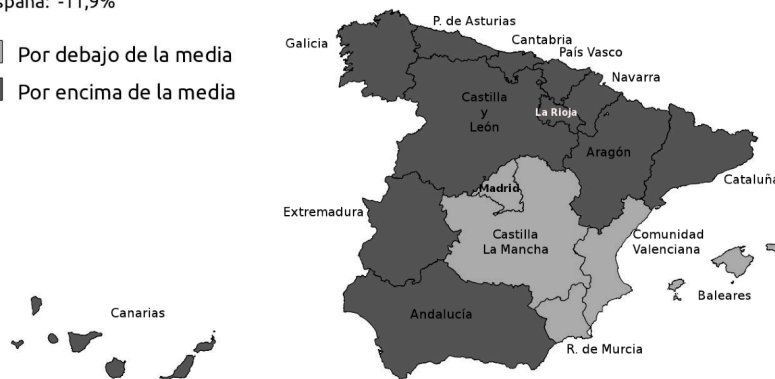 spaña: -11,9%
Por debajo de la media
Por encima de la media
P. de Asturias
Galicia
Cantabria
País Vasco
Navarra
Castilla
y
León
La Rioja
Aragón
Cataluña
Madrid
Extremadura
Castilla
La Mancha
Comunidad
Valenciana
Baleares
Canarias
Andalucía
R. de Murcia